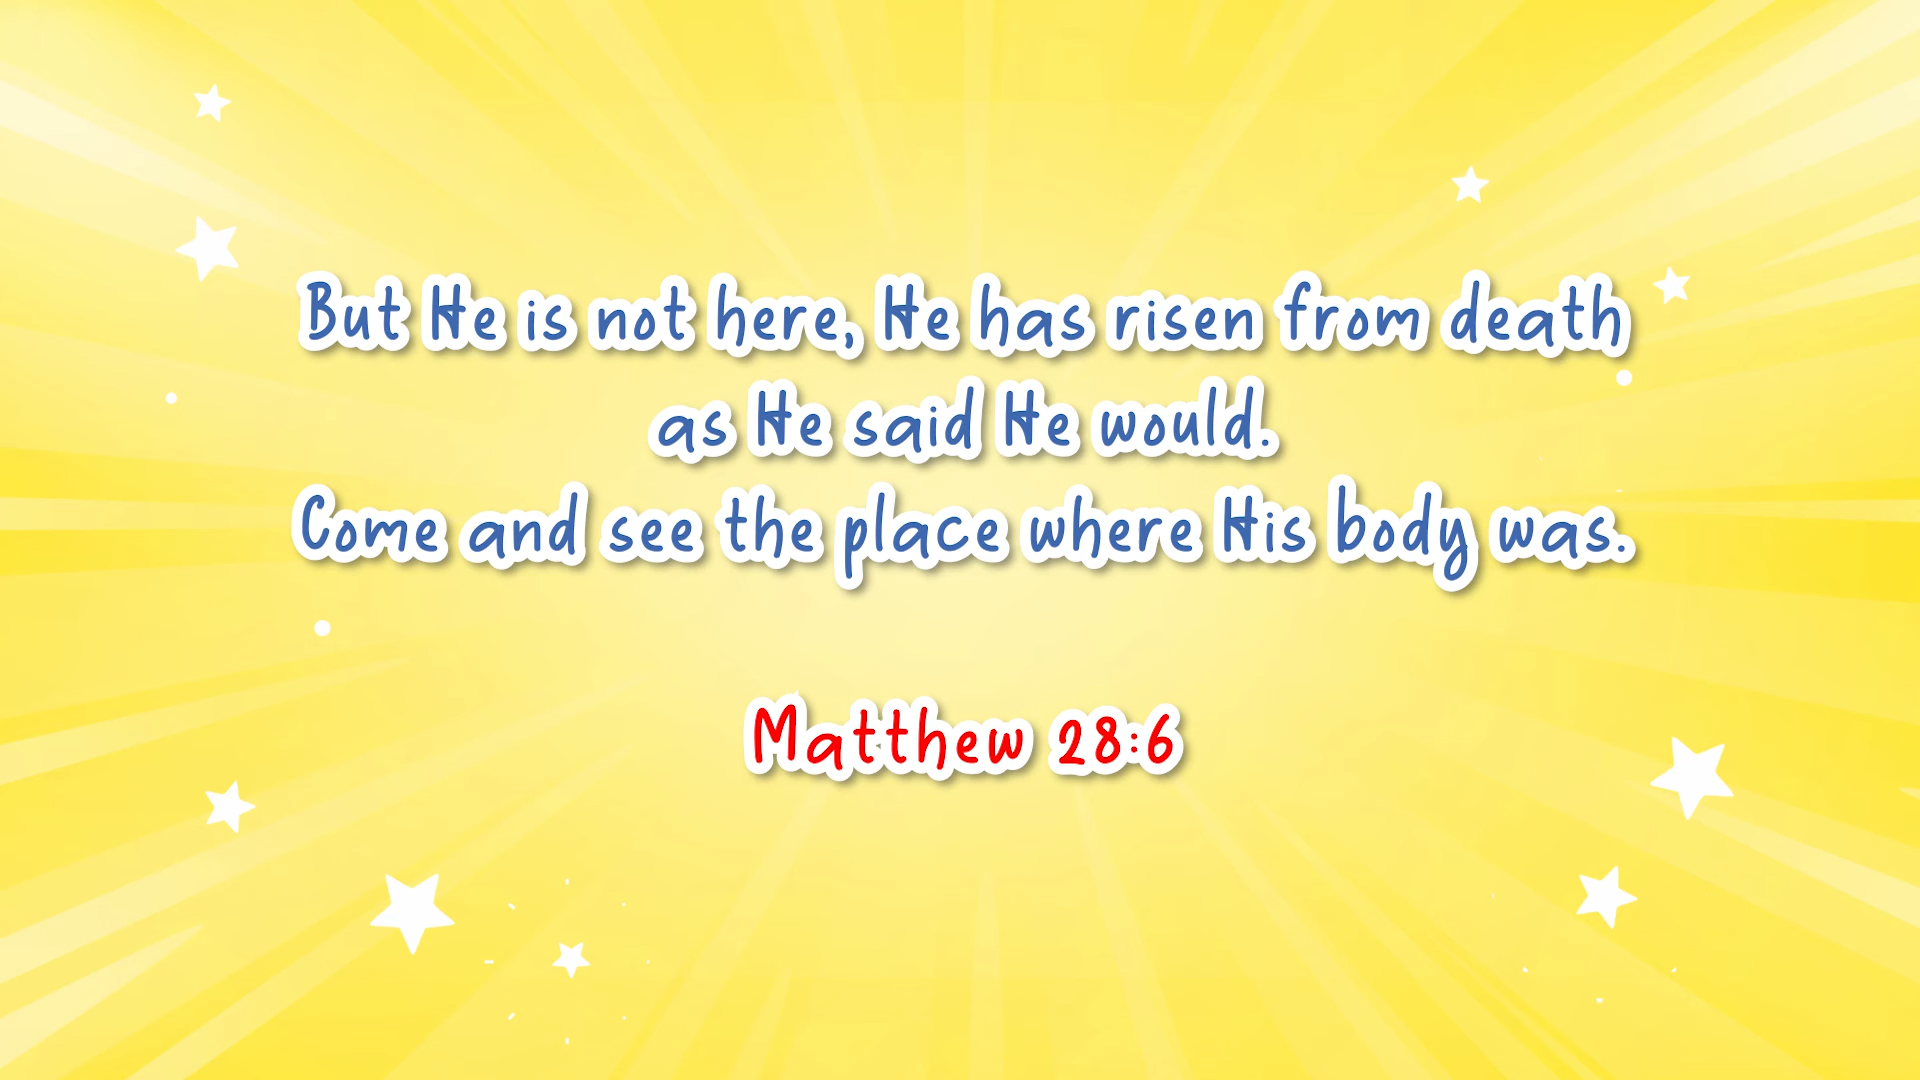 But He is not here, He has risen from death
as He said He would.
Come and see the place where His body was.
Matthew 28:6